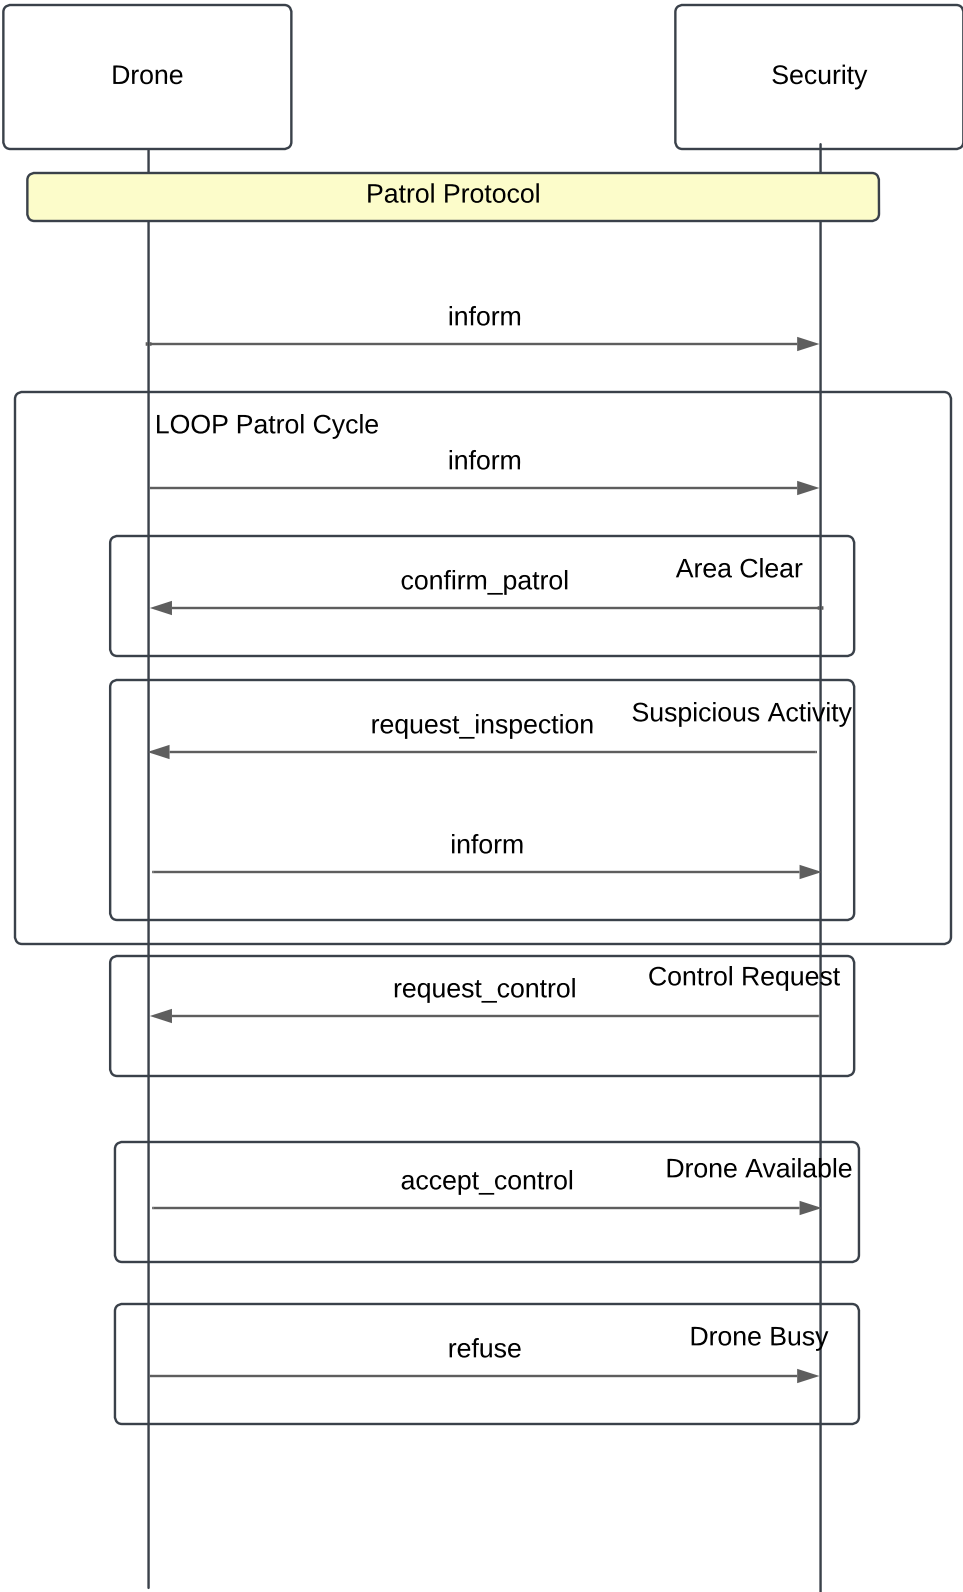 Drone
Security
Patrol Protocol
inform
LOOP Patrol Cycle
inform
Area Clear
confirm_patrol
Suspicious Activity
request_inspection
inform
Control Request
request_control
Drone Available
accept_control
Drone Busy
refuse